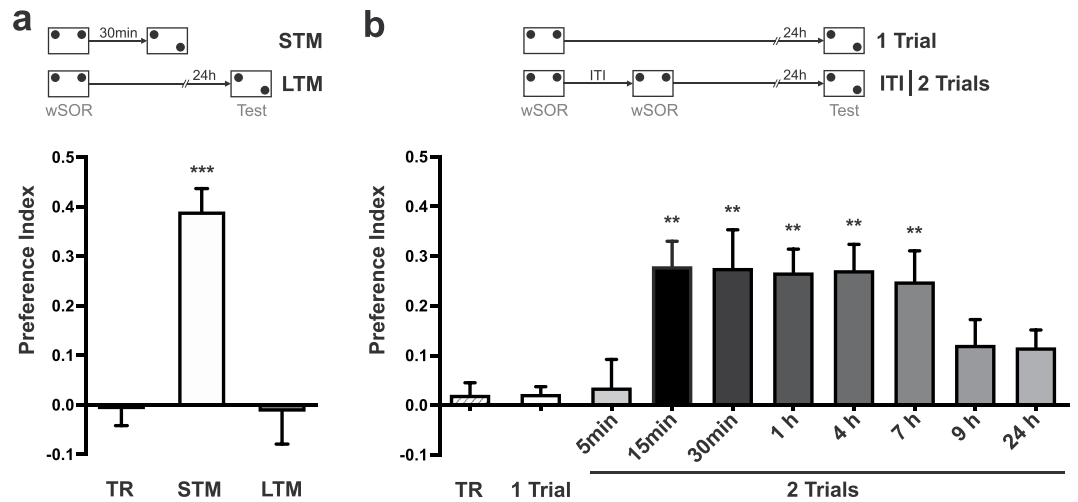 a
30min
STM
24h
LTM
wSOR
Test
Preference Index
0.5
0.4
0.3
0.2
0.1
0.0
-0.1
***
TR
STM
LTM
b
24h
1 Trial
ITI
24h
ITI | 2 Trials
wSOR
wSOR
Test
Preference Index
0.5
0.4
0.3
0.2
0.1
0.0
-0.1
**
**
**
**
**
5min
15min
30min
1 h
4 h
7 h
9 h
24 h
TR
1 Trial
2 Trials